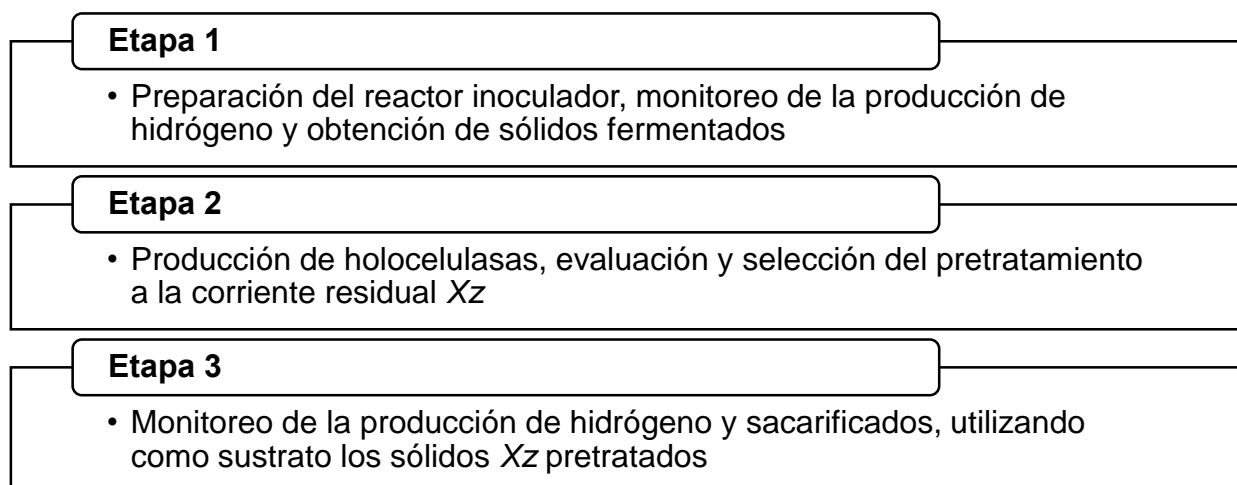 Etapa 1
• Preparación del reactor inoculador, monitoreo de la producción de
hidrógeno y obtención de sólidos fermentados
Etapa 2
• Producción de holocelulasas, evaluación y selección del pretratamiento
a la corriente residual Xz
Etapa 3
• Monitoreo de la producción de hidrógeno y sacarificados, utilizando
como sustrato los sólidos Xz pretratados